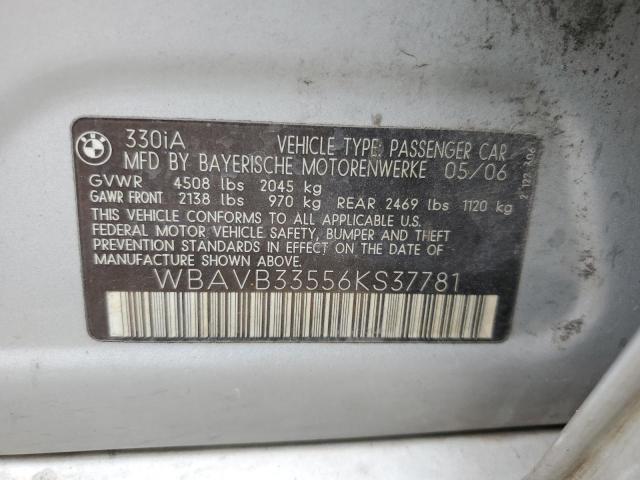 BMW
330iA VEHICLE TYPE: PASSENGER CAR
MFD BY BAYERISCHE MOTORENWERKE 05/06
GVWR 4508 lbs 2045 kg
GAWR FRONT 2138 lbs 970 kg REAR 2469 lbs 1120 kg
THIS VEHICLE CONFORMS TO ALL APPLICABLE U.S.
FEDERAL MOTOR VEHICLE SAFETY, BUMPER AND THEFT
PREVENTION STANDARDS IN EFFECT ON THE DATE OF
MANUFACTURE SHOWN ABOVE.
WBAVB33556KS37781